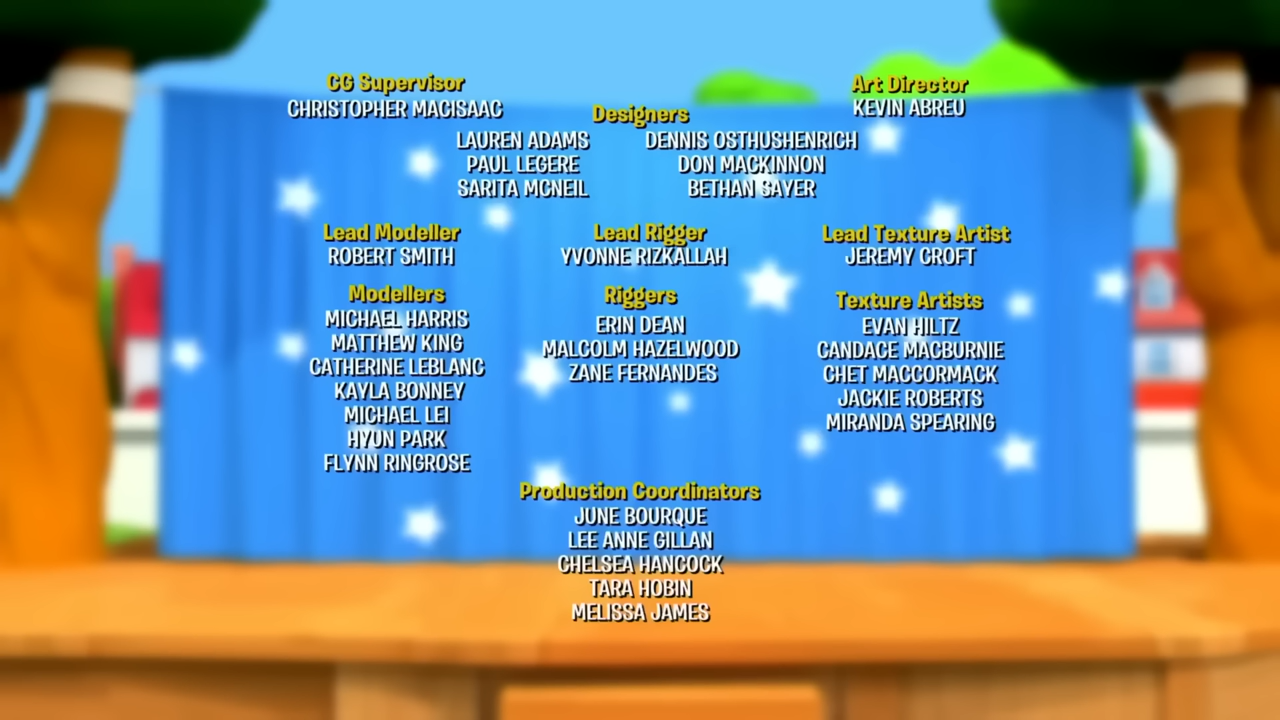 CG Supervisor
CHRISTOPHER MACISAAC
Art Director
KEVIN ABREU
Designers
LAUREN ADAMS DENNIS OSTHUSHENRICH
PAUL LEGERE DON MACKINNON
SARITA MCNEIL BETHAN SAYER
Lead Modeller
ROBERT SMITH
Modellers
MICHAEL HARRIS
MATTHEW KING
CATHERINE LEBLANC
KAYLA BONNEY
MICHAEL LEI
HYUN PARK
FLYNN RINGROSE
Lead Rigger
YVONNE RIZKALLAH
Riggers
ERIN DEAN
MALCOLM HAZELWOOD
ZANE FERNANDES
Lead Texture Artist
JEREMY CROFT
Texture Artists
EVAN HILTZ
CANDACE MACBURNIE
CHET MACCORMACK
JACKIE ROBERTS
MIRANDA SPEARING
Production Coordinators
JUNE BOURQUE
LEE ANNE GILLAN
CHELSEA HANCOCK
TARA HOBIN
MELISSA JAMES